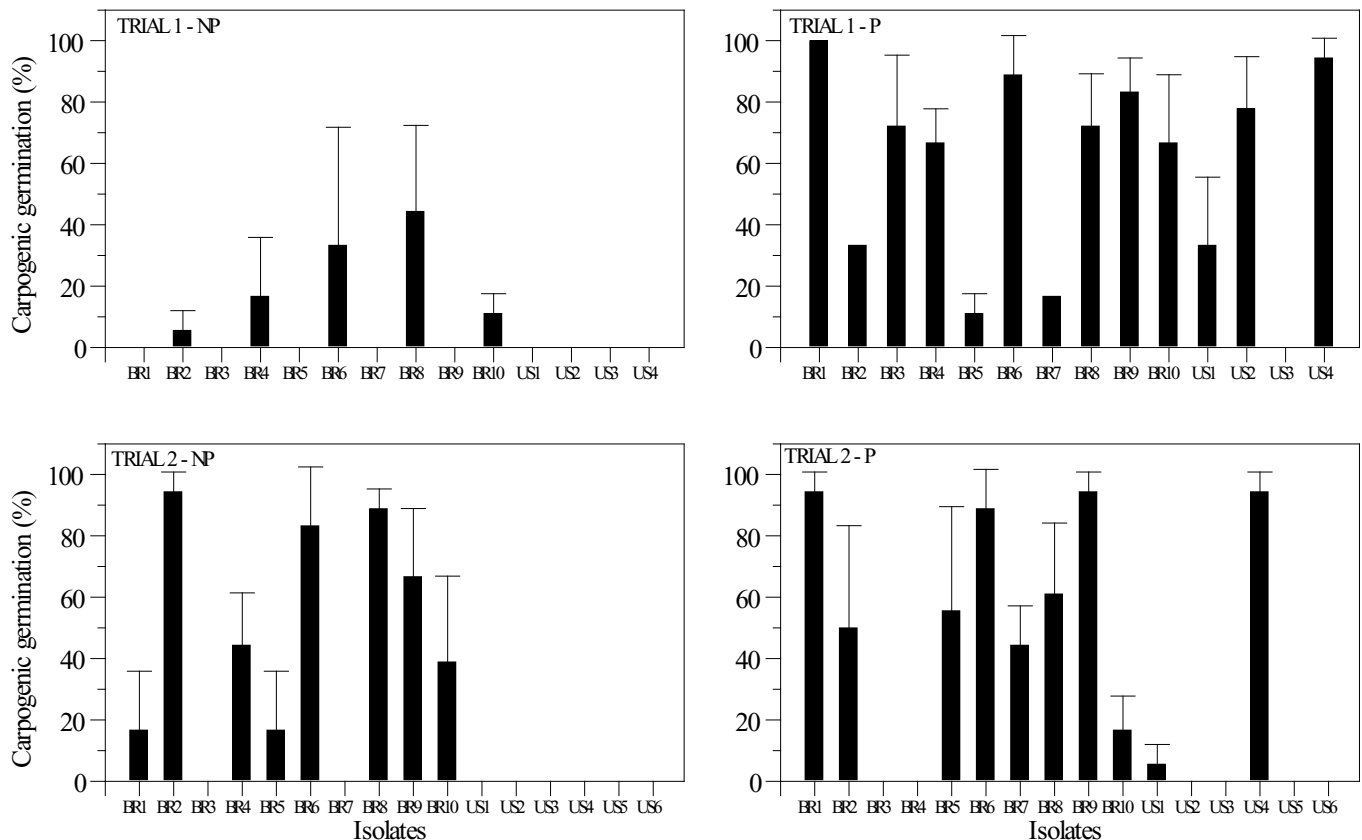 TRIAL 1 - NP
Carpogenic germination (%)
100
80
60
40
20
0
BR1 BR2 BR3 BR4 BR5 BR6 BR7 BR8 BR9 BR10 US1 US2 US3 US4
TRIAL 1 - P
100
80
60
40
20
0
BR1 BR2 BR3 BR4 BR5 BR6 BR7 BR8 BR9 BR10 US1 US2 US3 US4
TRIAL 2 - NP
Carpogenic germination (%)
100
80
60
40
20
0
BR1 BR2 BR3 BR4 BR5 BR6 BR7 BR8 BR9 BR10 US1 US2 US3 US4 US5 US6
Isolates
TRIAL 2 - P
100
80
60
40
20
0
BR1 BR2 BR3 BR4 BR5 BR6 BR7 BR8 BR9 BR10 US1 US2 US3 US4 US5 US6
Isolates